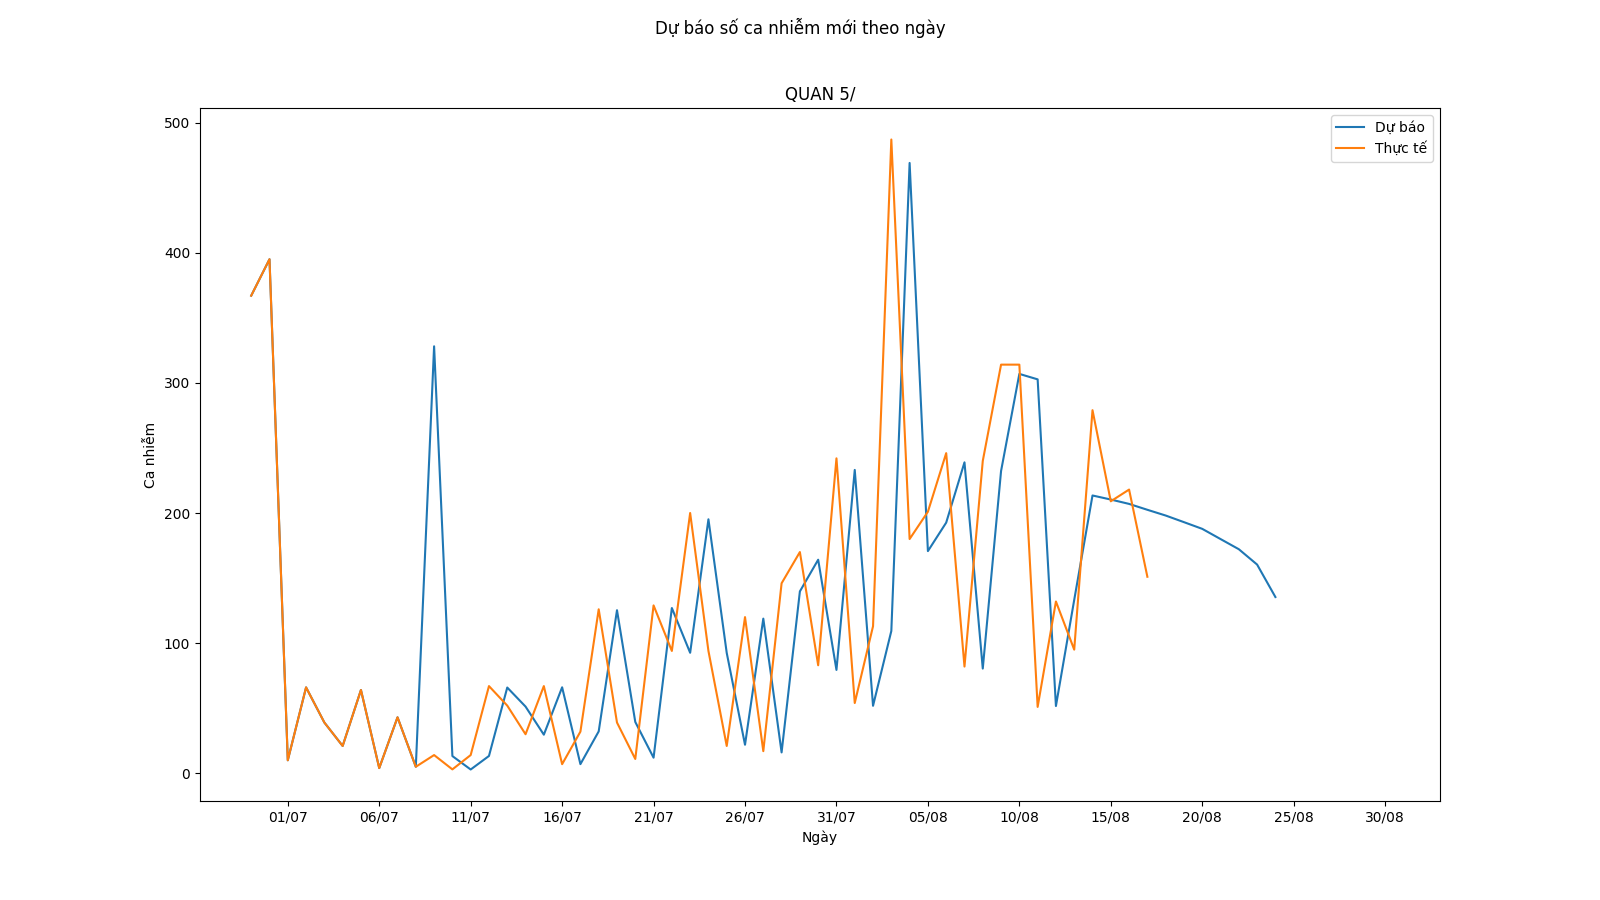 Dự báo số ca nhiễm mới theo ngày
QUAN 5/
Dự báo
Thực tế
500
400
300
200
100
0
Ca nhiễm
01/07 06/07 11/07 16/07 21/07 26/07 31/07 05/08 10/08 15/08 20/08 25/08 30/08
Ngày